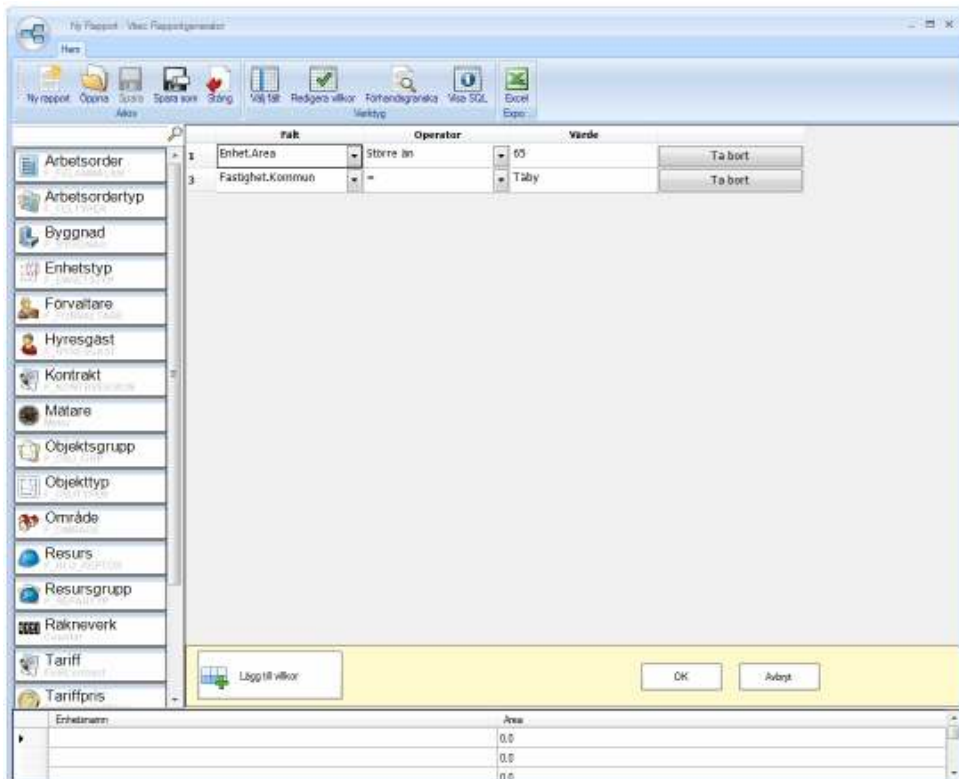 Ny Rapport - Vitec Rapportgenerator
Hem
Ny rapport Öppna Spara Spara som Stäng Välj fält Redigera villkor Förhandsgranska Visa SQL Excel
Arkiv Verktyg Expo
Fält Operator Värde
1 Enhet.Area Större än 65 Ta bort
3 Fastighet.Kommun = Täby Ta bort
Arbetsorder
Arbetsordertyp
Byggnad
Enhetstyp
Förvaltare
Hyresgäst
Kontrakt
Mätare
Objektsgrupp
Objekttyp
Område
Resurs
Resursgrupp
Räkneverk
Tariff
Tariffpris
Lägg till villkor OK Avbryt
Enhetsnamn Area
0.0
0.0
0.0